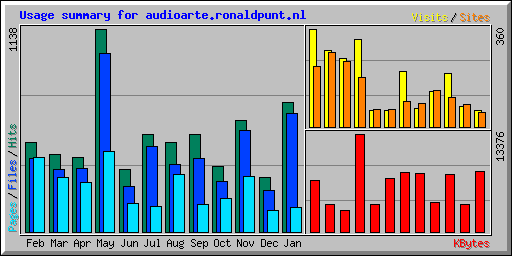 Usage summary for audioarte.ronaldpunt.nl
Visits / Sites
1138
360
13376
Pages / Files / Hits
Feb Mar Apr May Jun Jul Aug Sep Oct Nov Dec Jan
KBytes